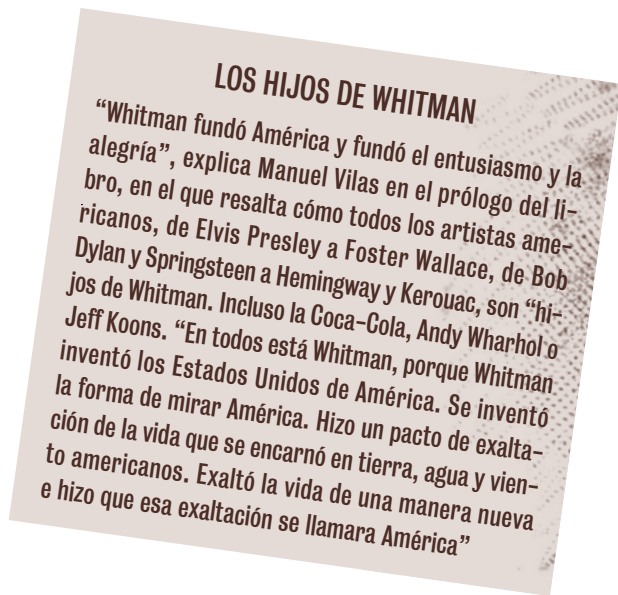 LOS HIJOS DE WHITMAN
“Whitman fundó América y fundó el entusiasmo y la
alegría”, explica Manuel Vilas en el prólogo del li-
bro, en el que resalta cómo todos los artistas ame-
ricanos, de Elvis Presley a Foster Wallace, de Bob
Dylan y Springsteen a Hemingway y Kerouac, son “hi-
jos de Whitman. Incluso la Coca-Cola, Andy Wharhol o
Jeff Koons. “En todos está Whitman, porque Whitman
inventó los Estados Unidos de América. Se inventó
la forma de mirar América. Hizo un pacto de exalta-
ción de la vida que se encarnó en tierra, agua y vien-
to americanos. Exaltó la vida de una manera nueva
e hizo que esa exaltación se llamara América”